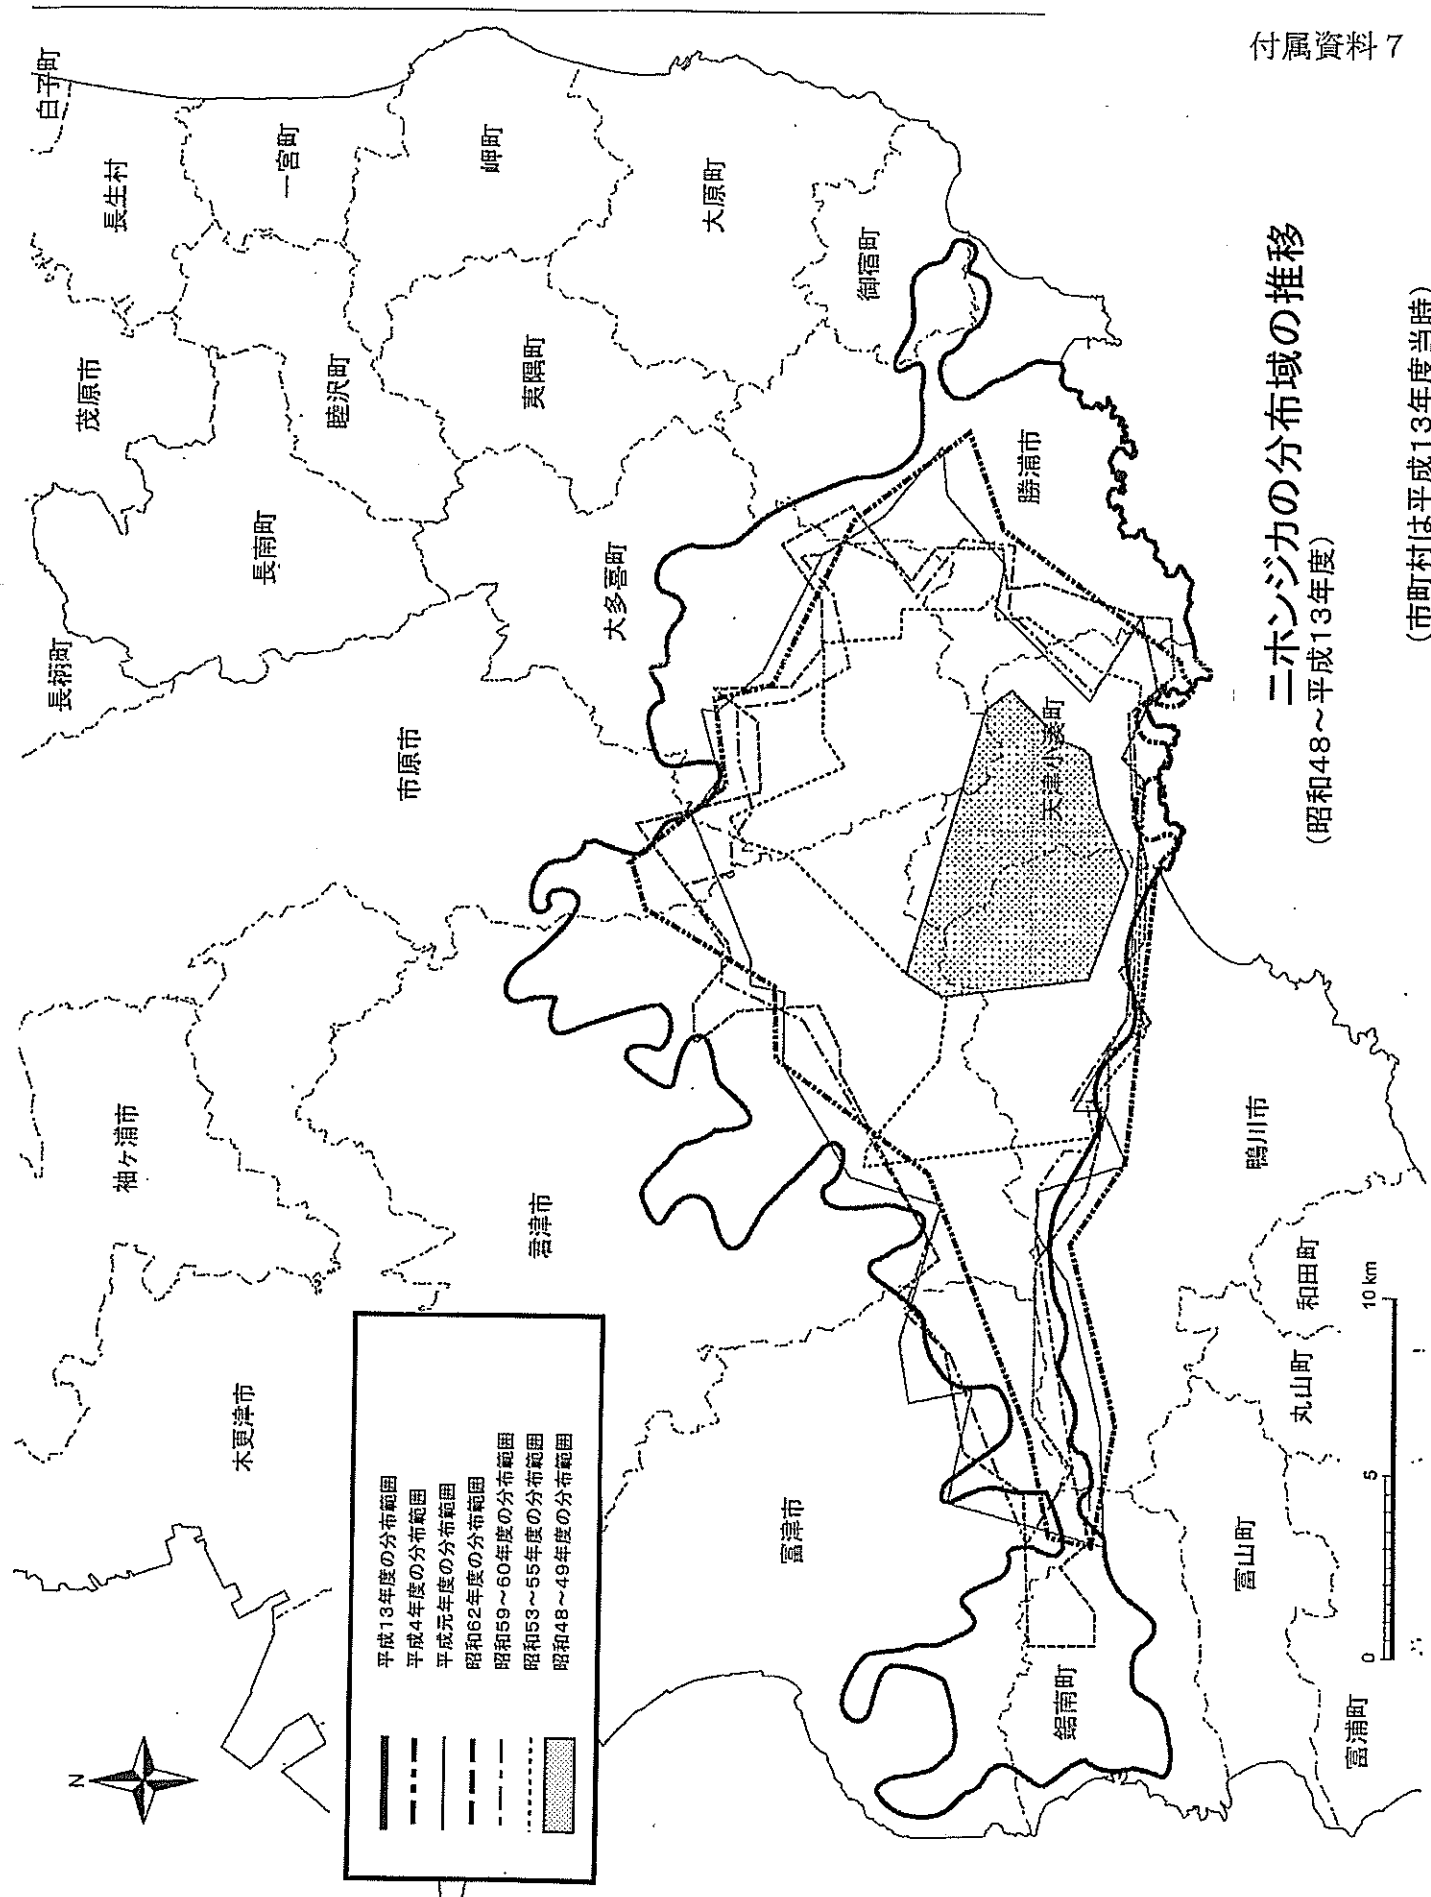 付属資料7
ニホンジカの分布域の推移
(昭和48～平成13年度)
(市町村は平成13年度当時)
N
平成13年度の分布範囲
平成4年度の分布範囲
平成元年度の分布範囲
昭和62年度の分布範囲
昭和59～60年度の分布範囲
昭和53～55年度の分布範囲
昭和48～49年度の分布範囲
白子町
長生村
一宮町
岬町
茂原市
睦沢町
大原町
御宿町
夷隅町
長南町
長柄町
大多喜町
勝浦市
市原市
天津小湊町
袖ヶ浦市
君津市
鴨川市
木更津市
富津市
鋸南町
和田町
丸山町
富山町
富浦町
0
5
10 km